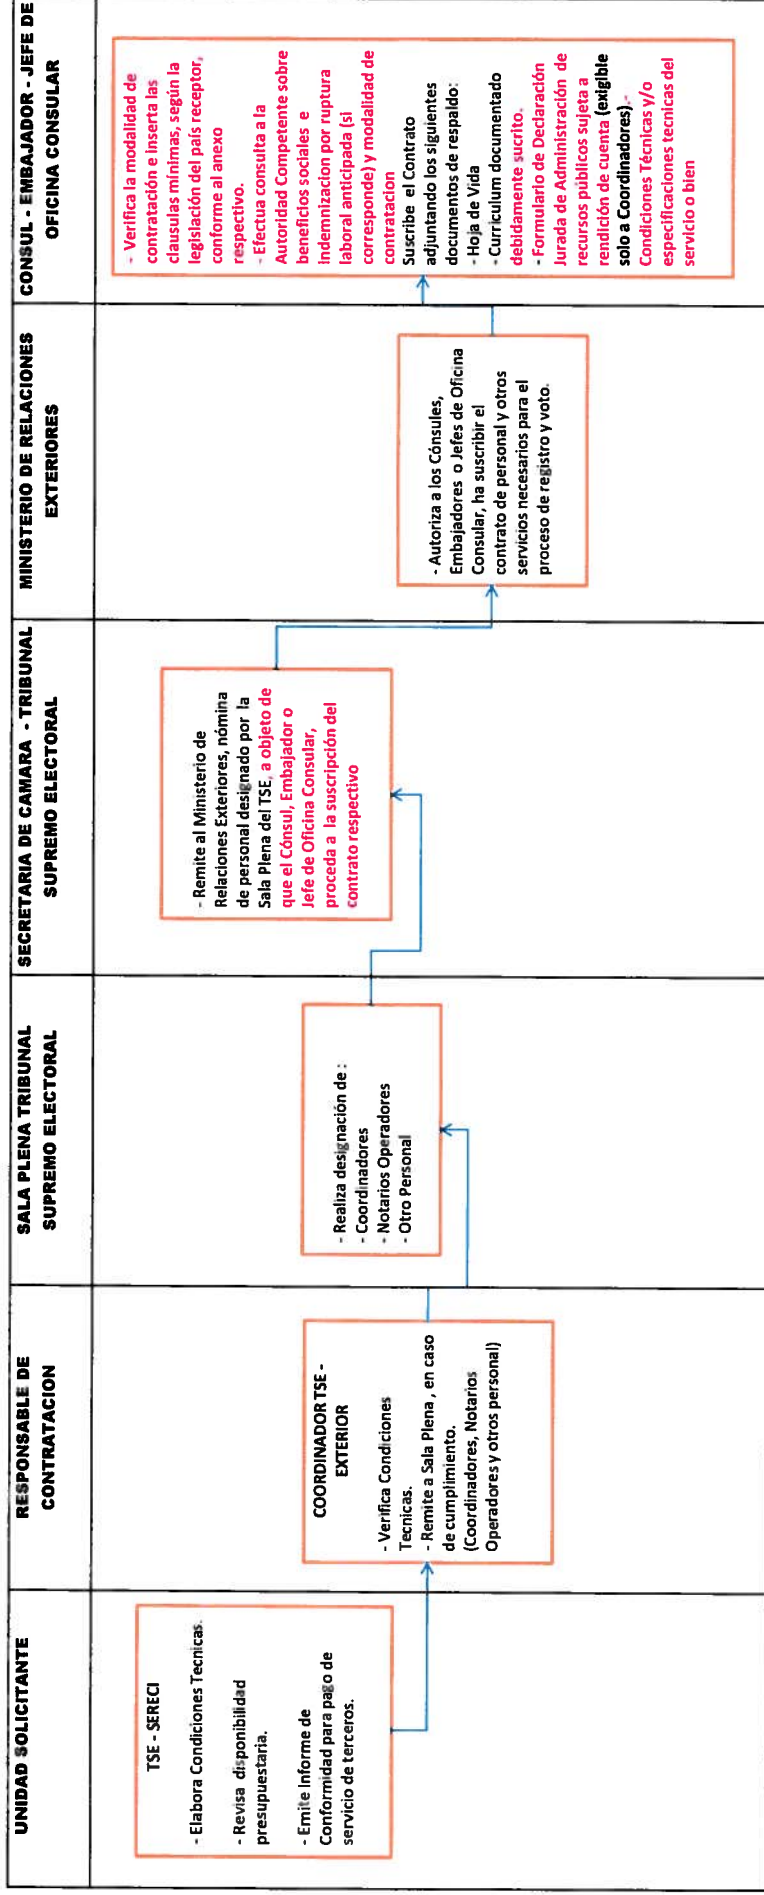 UNIDAD SOLICITANTE
RESPONSABLE DE
CONTRATACION
SALA PLENA TRIBUNAL
SUPREMO ELECTORAL
SECRETARIA DE CAMARA - TRIBUNAL
SUPREMO ELECTORAL
MINISTERIO DE RELACIONES
EXTERIORES
CONSUL - EMBAJADOR - JEFE DE
OFICINA CONSULAR
TSE - SERECI
- Elabora Condiciones Tecnicas.
- Revisa disponibilidad
presupuestaria.
- Emite Informe de
Conformidad para pago de
servicio de terceros.
COORDINADOR TSE -
EXTERIOR
- Verifica Condiciones
Tecnicas.
- Remite a Sala Plena , en caso
de cumplimiento.
(Coordinadores, Notarios
Operadores y otros personal)
- Realiza designación de :
- Coordinadores
- Notarios Operadores
- Otro Personal
- Remite al Ministerio de
Relaciones Exteriores, nómina
de personal designado por la
Sala Plena del TSE, a objeto de
que el Cónsul, Embajador o
Jefe de Oficina Consular,
proceda a la suscripción del
contrato respectivo
- Autoriza a los Cónsules,
Embajadores o Jefes de Oficina
Consular, ha suscribir el
contrato de personal y otros
servicios necesarios para el
proceso de registro y voto.
- Verifica la modalidad de
contratación e inserta las
clausulas mínimas, según la
legislación del país receptor,
conforme al anexo
respectivo.
- Efectua consulta a la
Autoridad Competente sobre
beneficios sociales e
Indemnizacion por ruptura
laboral anticipada (si
corresponde) y modalidad de
contratacion
Suscribe el Contrato
adjuntando los siguientes
documentos de respaldo:
- Hoja de Vida
- Curriculum documentado
debidamente sucrito.
- Formulario de Declaración
Jurada de Administración de
recursos públicos sujeta a
rendición de cuenta (exigible
solo a Coordinadores).-
Condiciones Técnicas y/o
especificaciones tecnicas del
servicio o bien